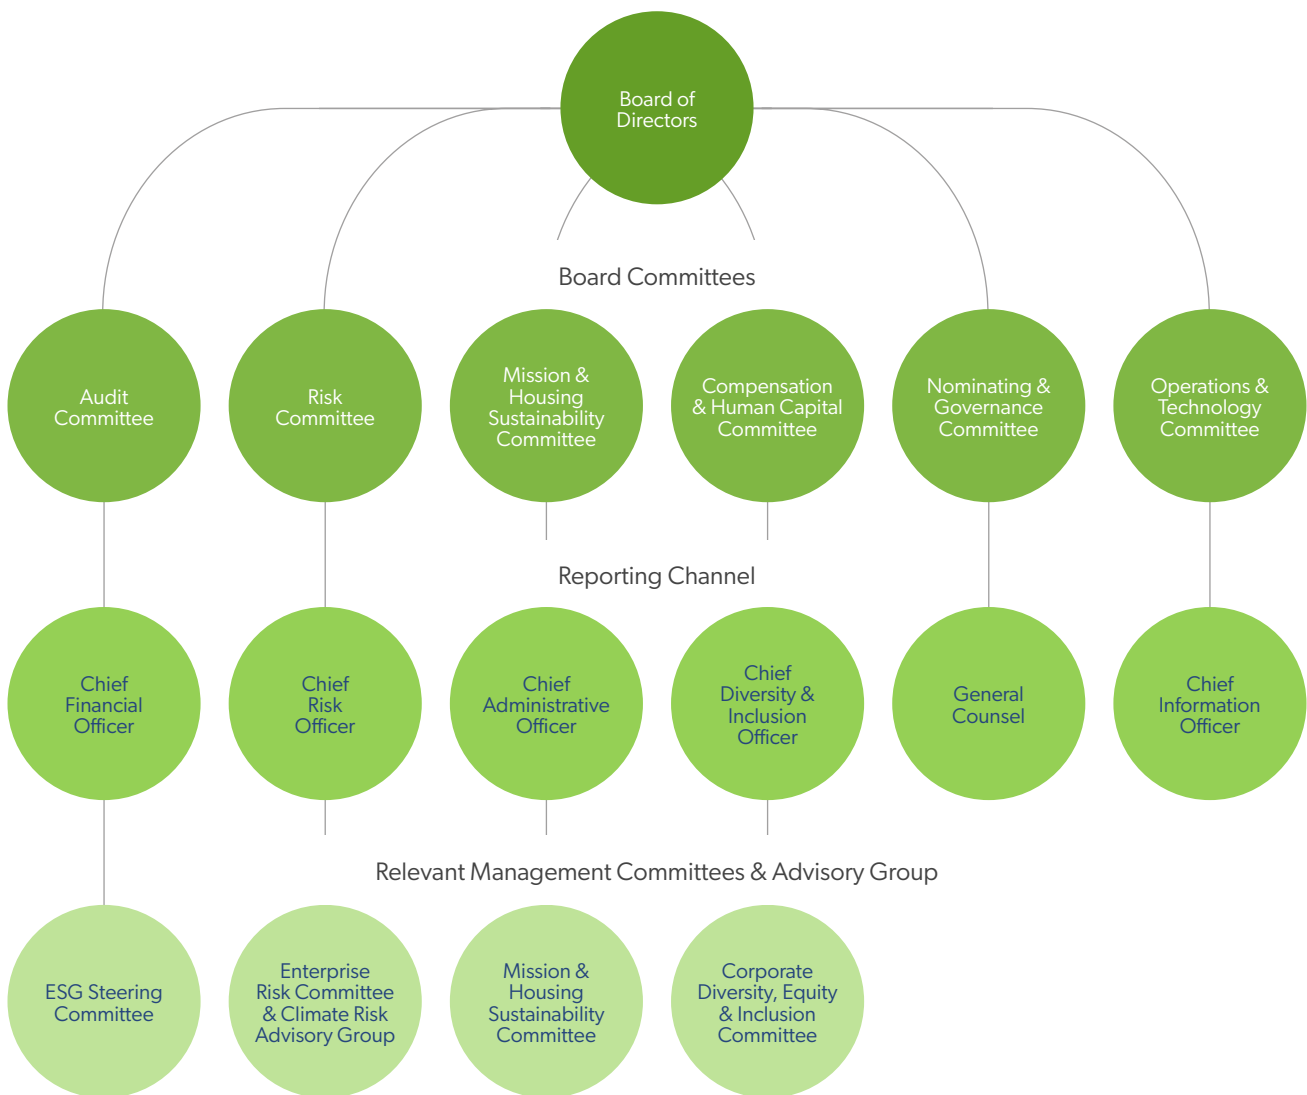 Board of
Directors
Board Committees
Audit
Committee
Risk
Committee
Mission &
Housing
Sustainability
Committee
Compensation
& Human Capital
Committee
Nominating &
Governance
Committee
Operations &
Technology
Committee
Reporting Channel
Chief
Financial
Officer
Chief
Risk
Officer
Chief
Administrative
Officer
Chief
Diversity &
Inclusion
Officer
General
Counsel
Chief
Information
Officer
Relevant Management Committees & Advisory Group
ESG Steering
Committee
Enterprise
Risk Committee
& Climate Risk
Advisory Group
Mission &
Housing
Sustainability
Committee
Corporate
Diversity, Equity
& Inclusion
Committee